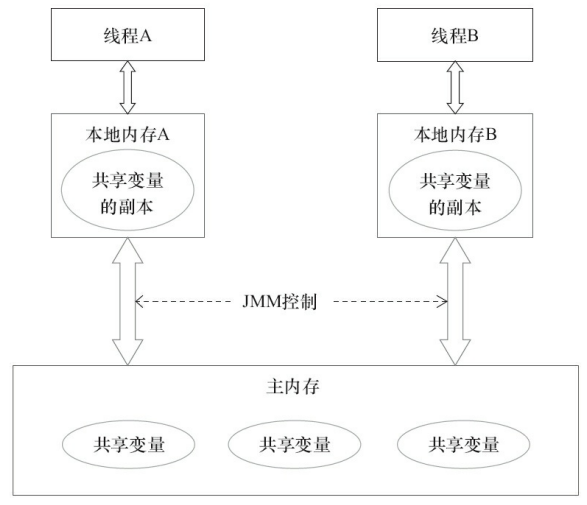 线程A
线程B
本地内存A
本地内存B
共享变量
的副本
共享变量
的副本
JMM控制
主内存
共享变量
共享变量
共享变量